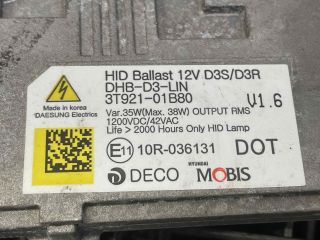 HID Ballast 12V D3S/D3R
DHB-D3-LIN
3T921-01B80
V1.6
Var.35W(Max. 38W) OUTPUT RMS
1200VDC/42VAC
Life > 2000 Hours Only HID Lamp
Made in korea
DAESUNG Electrics
E11 10R-036131 DOT
DECO HYUNDAI MOBIS